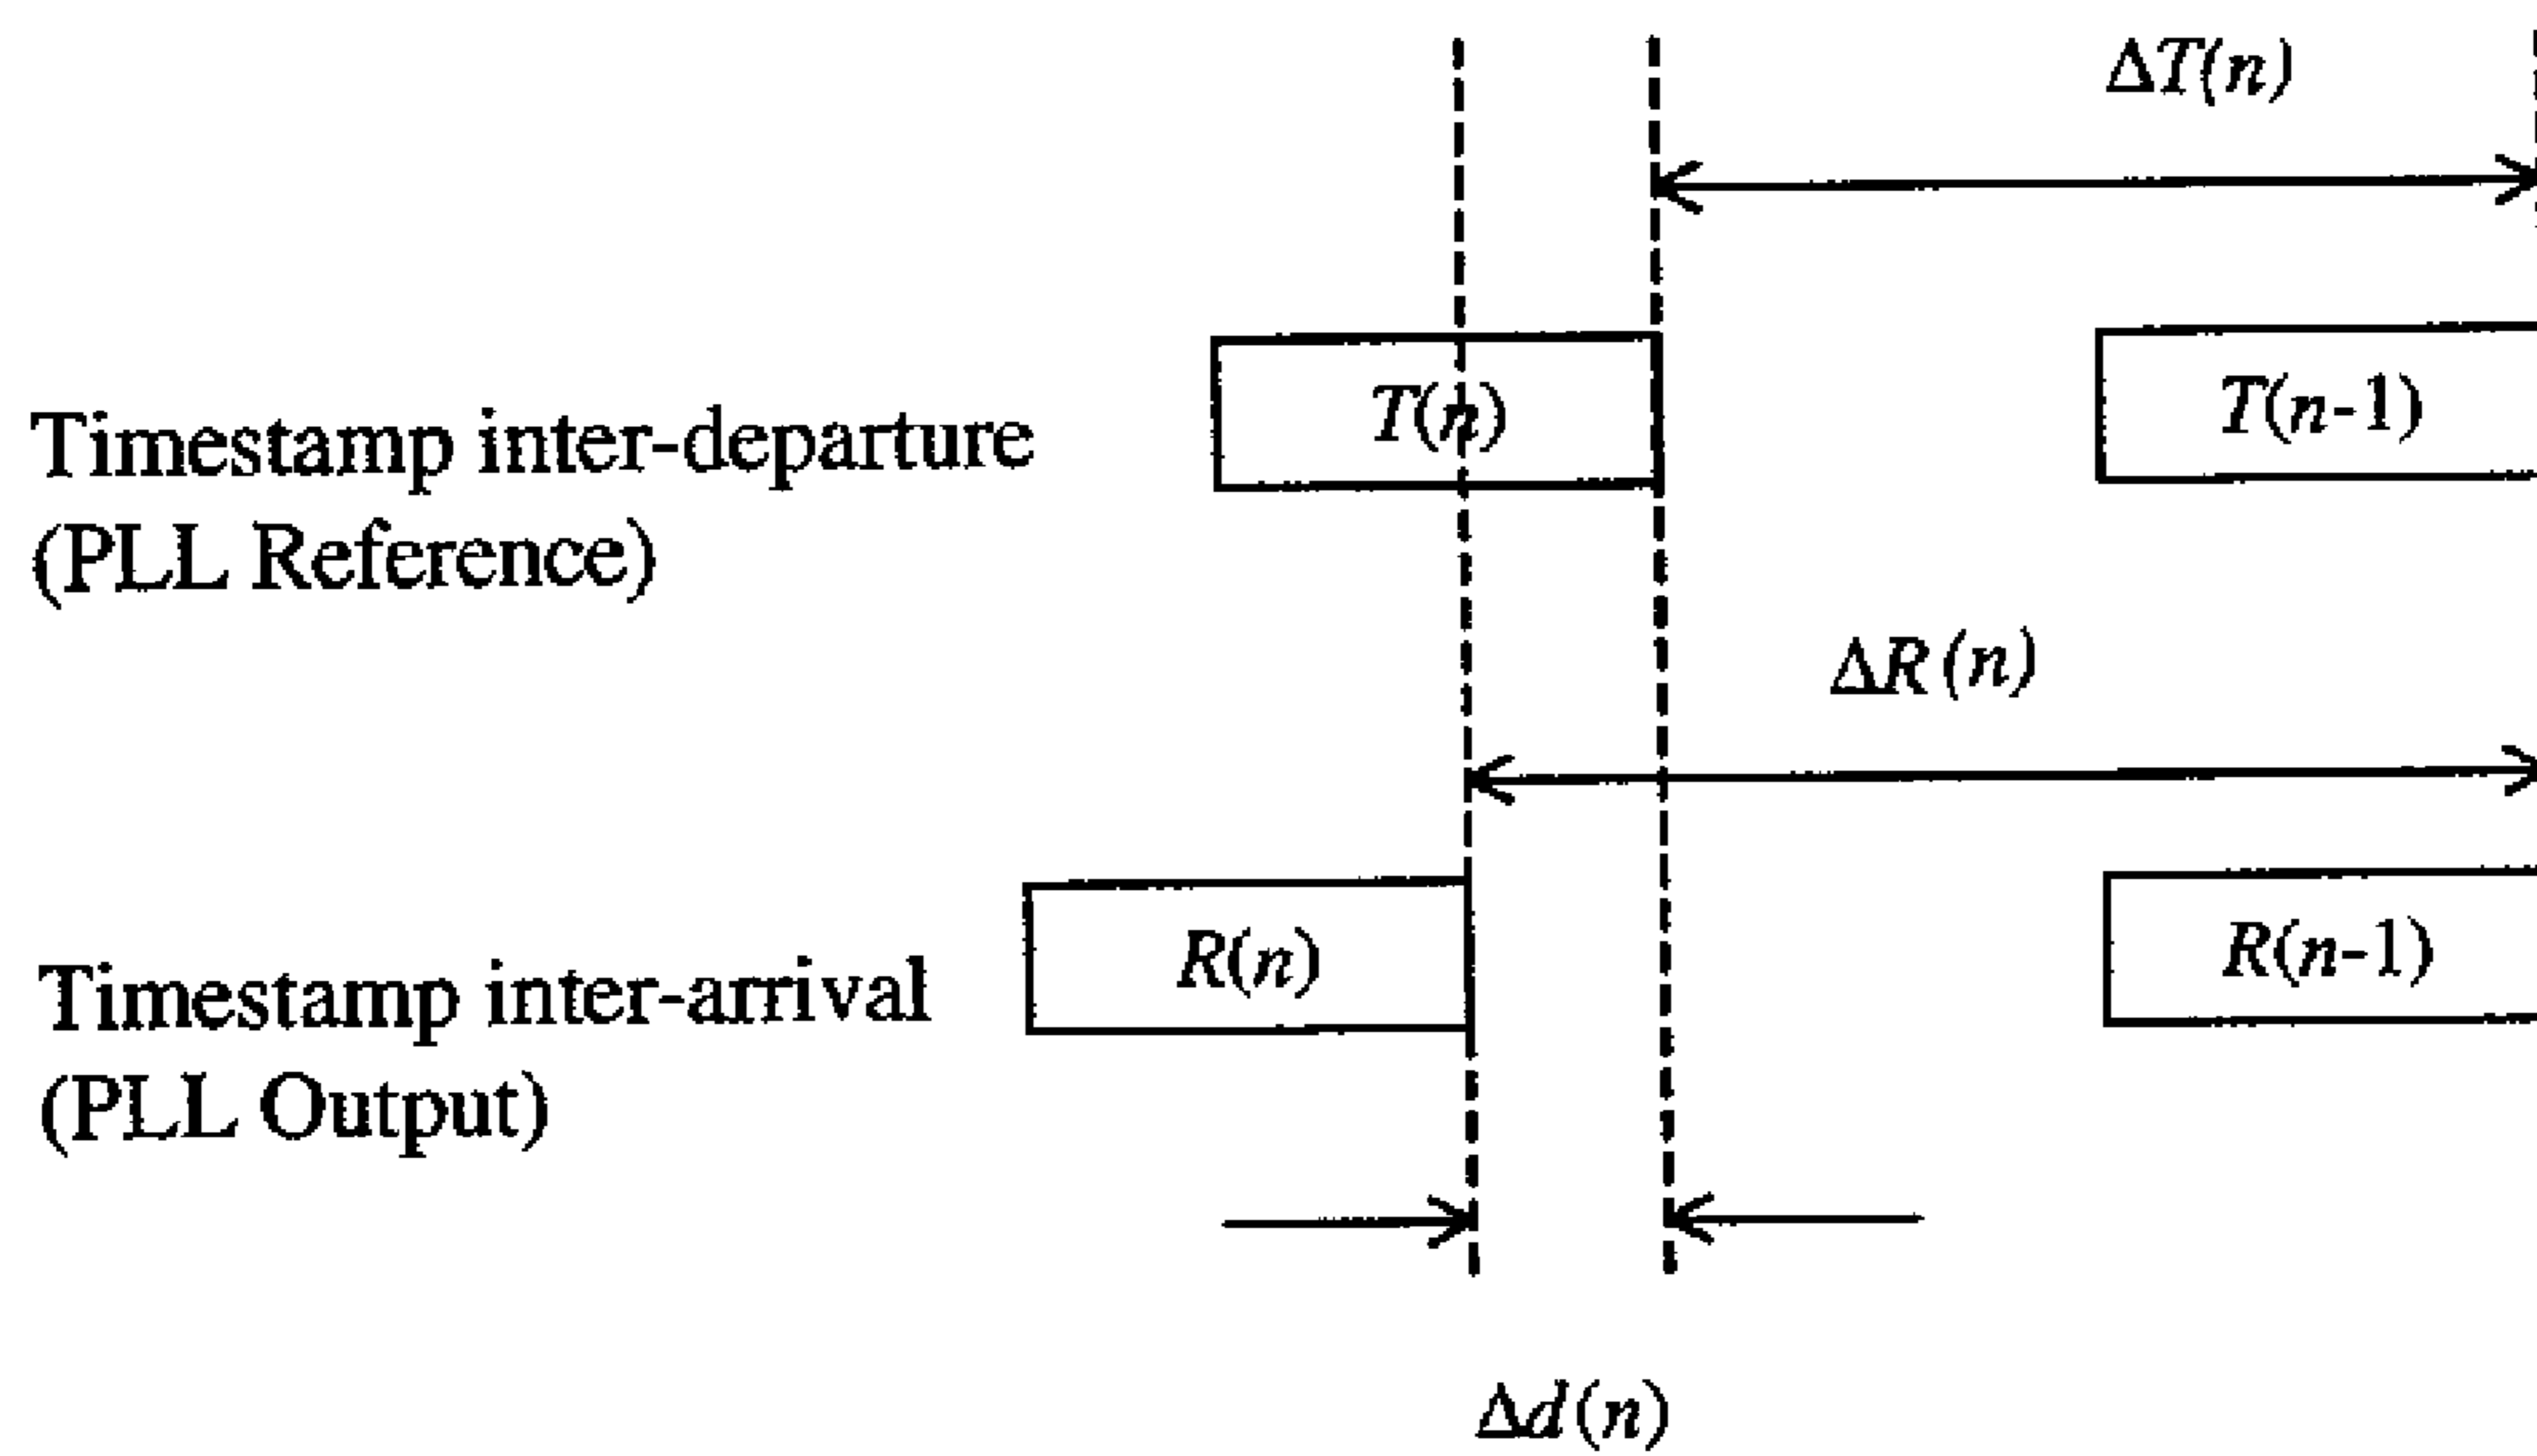 ΔT(n)
T(n)
T(n-1)
Timestamp inter-departure
(PLL Reference)
ΔR(n)
R(n)
R(n-1)
Timestamp inter-arrival
(PLL Output)
Δd(n)